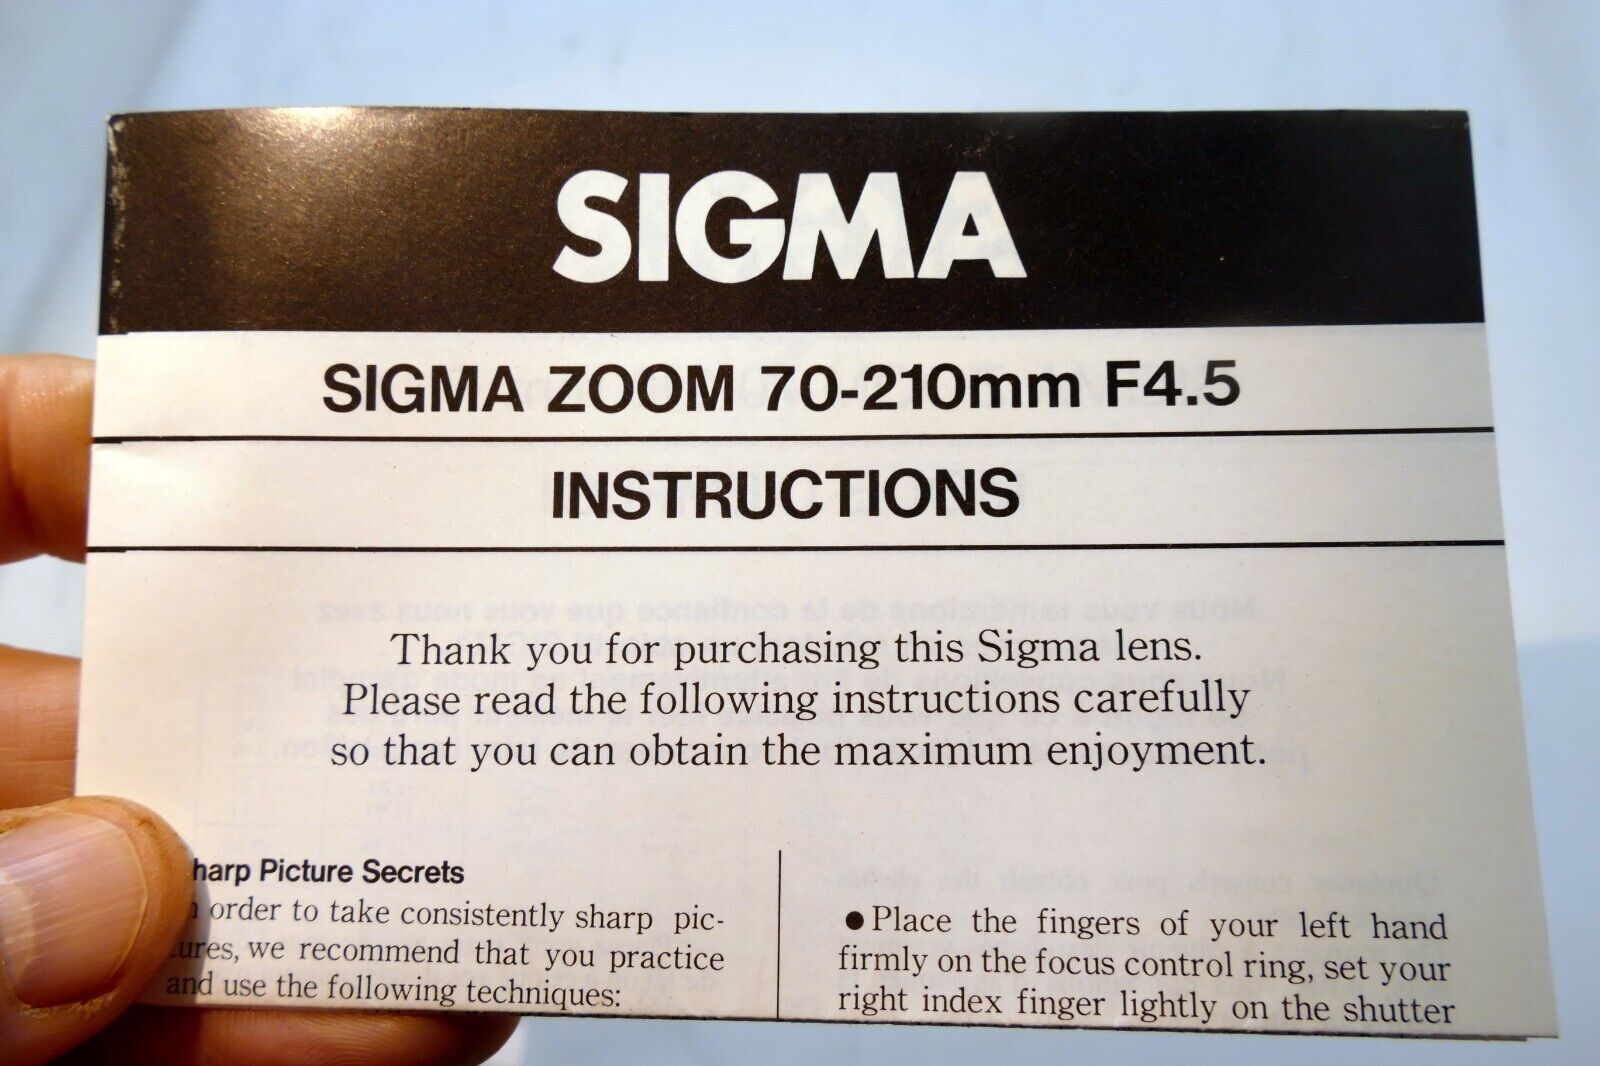 SIGMA
SIGMA ZOOM 70-210mm F4.5
INSTRUCTIONS
Thank you for purchasing this Sigma lens.
Please read the following instructions carefully
so that you can obtain the maximum enjoyment.
harp Picture Secrets
n order to take consistently sharp pic-
ures, we recommend that you practice
and use the following techniques:
● Place the fingers of your left hand
firmly on the focus control ring, set your
right index finger lightly on the shutter